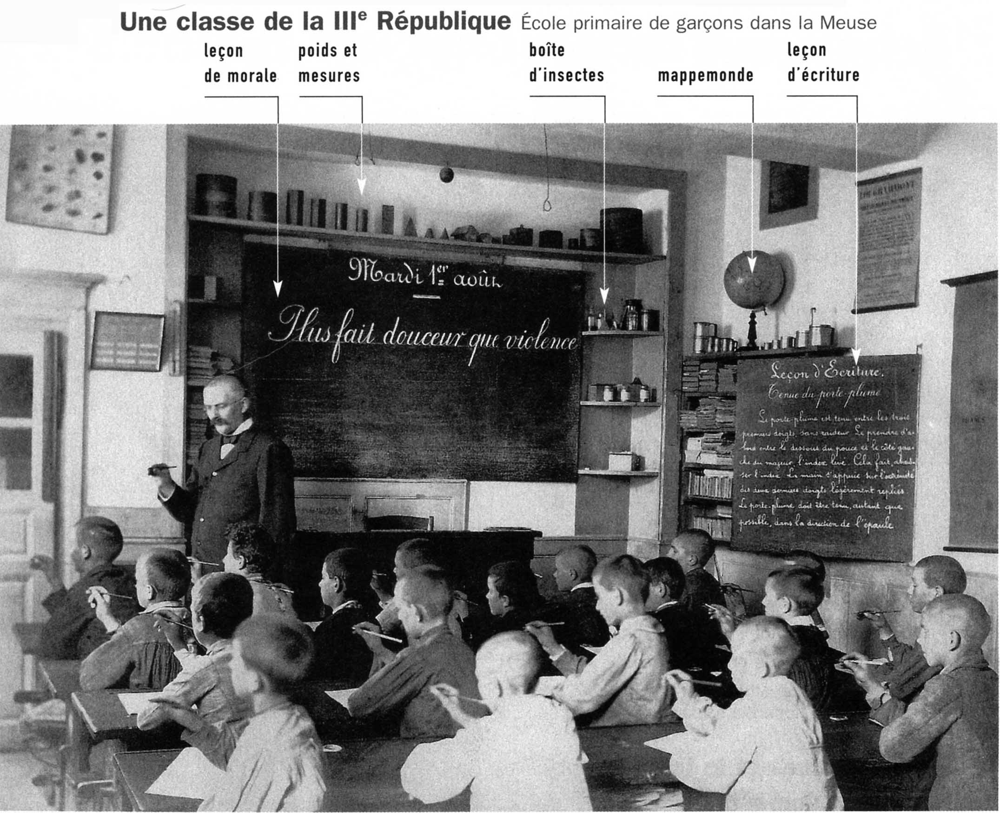 Une classe de la IIIe République École primaire de garçons dans la Meuse
leçon
de morale
poids et
mesures
boîte
d'insectes
mappemonde
leçon
d'écriture
Mardi 1er août
Plus fait douceur que violence
LOI GRAMMONT
Leçon d'Ecriture.
Tenue du porte-plume
Le porte-plume est tenu entre les trois
premiers doigts, sans raideur. Le prendre d'a-
bord entre le dessous du pouce et le côté gau-
che du majeur, l'index levé. Cela fait, abais-
ser l'index. La main s'appuie sur l'extrémité
des deux derniers doigts légèrement repliés.
Le porte-plume doit être tenu, autant que
possible, dans la direction de l'épaule